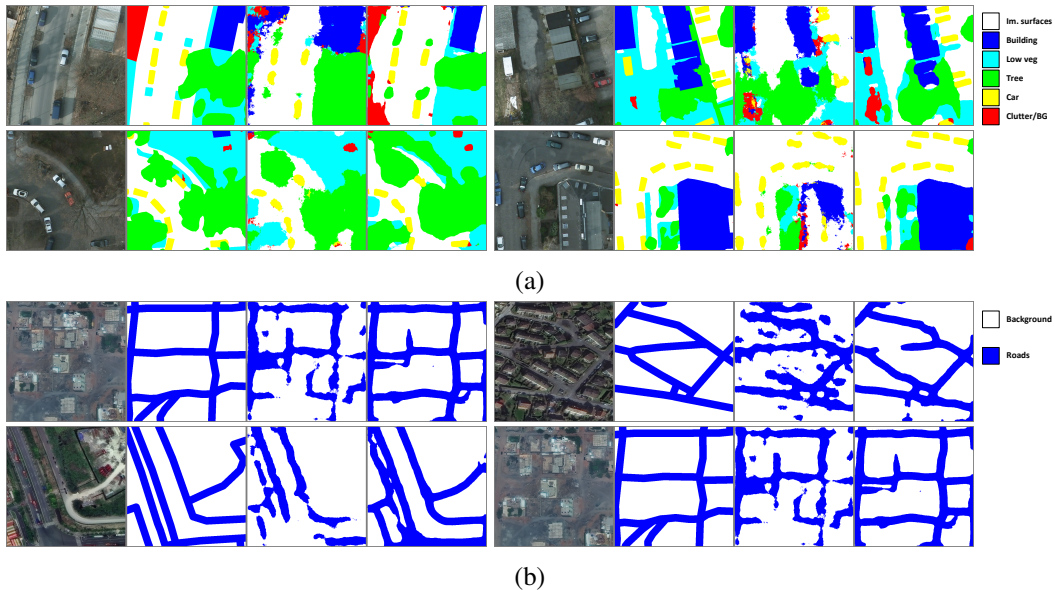 Im. surfaces
Building
Low veg
Tree
Car
Clutter/BG
(a)
Background
Roads
(b)